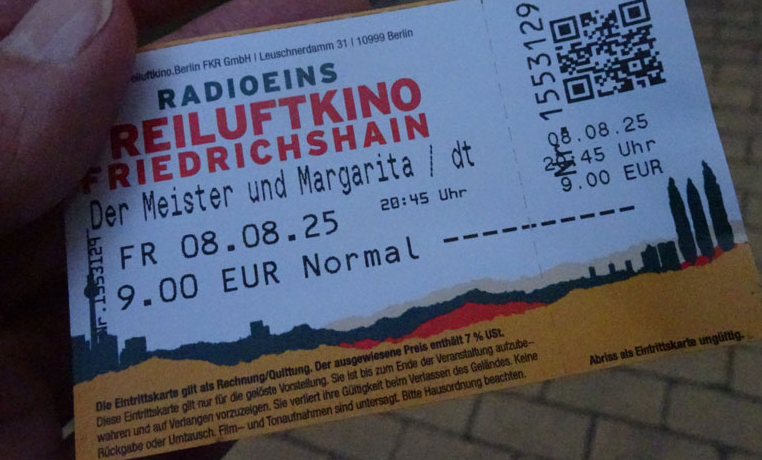 eiluftkino.Berlin FKR GmbH | Leuschnerdamm 31 | 10999 Berlin
RADIOEINS
REILUFTKINO
FRIEDRICHSHAIN
Der Meister und Margarita / dt
FR 08.08.25 20:45 Uhr
9.00 EUR Normal ----------
Nr.1553129
Die Eintrittskarte gilt als Rechnung/Quittung. Der ausgewiesene Preis enthält 7 % USt.
Diese Eintrittskarte gilt nur für die gelöste Vorstellung. Sie ist bis zum Ende der Veranstaltung aufzube-
wahren und auf Verlangen vorzuzeigen. Sie verliert ihre Gültigkeit beim Verlassen des Geländes. Keine
Rückgabe oder Umtausch. Film- und Tonaufnahmen sind untersagt. Bitte Hausordnung beachten.
Nr. 1553129
08.08.25
20:45 Uhr
9.00 EUR
Abriss als Eintrittskarte ungültig.